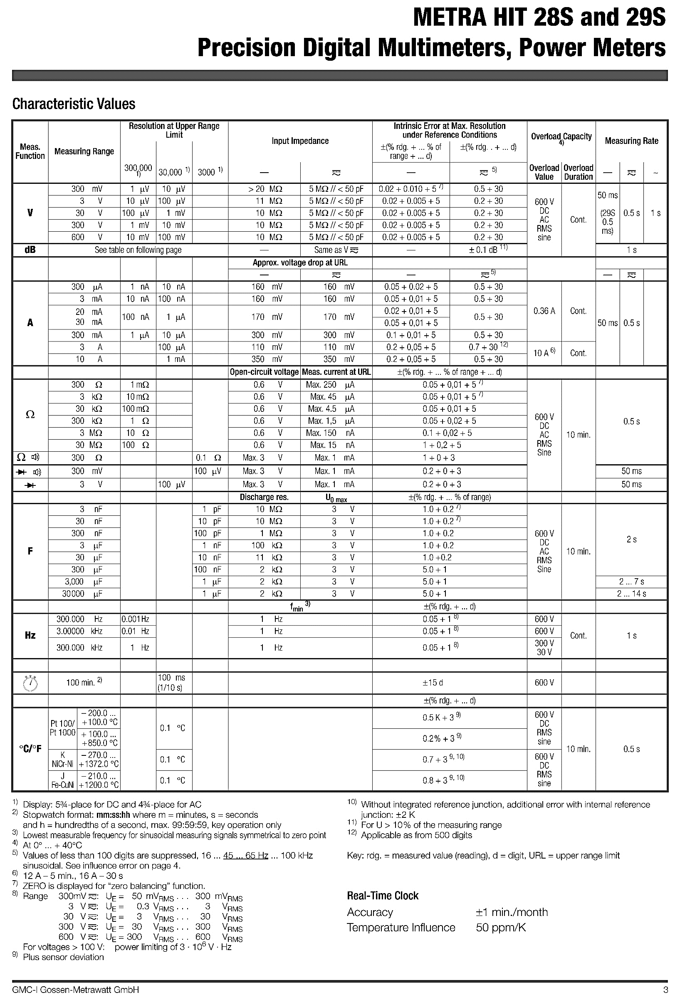 METRA HIT 28S and 29S
Precision Digital Multimeters, Power Meters
Characteristic Values
Meas. Function Measuring Range Resolution at Upper Range Limit Input Impedance Intrinsic Error at Max. Resolution under Reference Conditions Overload Capacity 4) Measuring Rate
±(% rdg. + ... % of range + ... d) ±(% rdg. . + ... d)
300,000 1) 30,000 1) 3000 1) — ≂ — ≂ 5) Overload Value Overload Duration — ≂ ~
V
300 mV 1 µV 10 µV > 20 MΩ 5 MΩ // < 50 pF 0.02 + 0.010 + 5 7) 0.5 + 30
3 V 10 µV 100 µV 11 MΩ 5 MΩ // < 50 pF 0.02 + 0.005 + 5 0.2 + 30
30 V 100 µV 1 mV 10 MΩ 5 MΩ // < 50 pF 0.02 + 0.005 + 5 0.2 + 30
300 V 1 mV 10 mV 10 MΩ 5 MΩ // < 50 pF 0.02 + 0.005 + 5 0.2 + 30
600 V 10 mV 100 mV 10 MΩ 5 MΩ // < 50 pF 0.02 + 0.005 + 5 0.2 + 30
600 V DC AC RMS sine Cont. 50 ms (29S 0.5 ms) 0.5 s 1 s
dB See table on following page — Same as V ≂ — ± 0.1 dB 11) 1 s
Approx. voltage drop at URL
— ≂ — ≂ 5) — ≂
A
300 µA 1 nA 10 nA 160 mV 160 mV 0.05 + 0.02 + 5 0.5 + 30
3 mA 10 nA 100 nA 160 mV 160 mV 0.05 + 0,01 + 5 0.5 + 30
20 mA 0.02 + 0,01 + 5
30 mA 100 nA 1 µA 170 mV 170 mV 0.05 + 0,01 + 5 0.5 + 30
300 mA 1 µA 10 µA 300 mV 300 mV 0.1 + 0,01 + 5 0.5 + 30
0.36 A Cont. 50 ms 0.5 s
3 A 100 µA 110 mV 110 mV 0.2 + 0,05 + 5 0.7 + 30 12)
10 A 1 mA 350 mV 350 mV 0.2 + 0,05 + 5 0.5 + 30
10 A 6) Cont.
Open-circuit voltage Meas. current at URL ±(% rdg. + ... % of range + ... d)
Ω
300 Ω 1 mΩ 0.6 V Max. 250 µA 0.05 + 0,01 + 5 7)
3 kΩ 10 mΩ 0.6 V Max. 45 µA 0.05 + 0,01 + 5 7)
30 kΩ 100 mΩ 0.6 V Max. 4.5 µA 0.05 + 0,01 + 5
300 kΩ 1 Ω 0.6 V Max. 1,5 µA 0.05 + 0,02 + 5
3 MΩ 10 Ω 0.6 V Max. 150 nA 0.1 + 0,02 + 5
30 MΩ 100 Ω 0.6 V Max. 15 nA 1 + 0,2 + 5
600 V DC AC RMS Sine 10 min. 0.5 s
Ω 300 Ω 0.1 Ω Max. 3 V Max. 1 mA 1 + 0 + 3
300 mV 100 µV Max. 3 V Max. 1 mA 0.2 + 0 + 3 50 ms
3 V 100 µV Max. 3 V Max. 1 mA 0.2 + 0 + 3 50 ms
Discharge res. U0 max ±(% rdg. + ... % of range)
F
3 nF 1 pF 10 MΩ 3 V 1.0 + 0.2 7)
30 nF 10 pF 10 MΩ 3 V 1.0 + 0.2 7)
300 nF 100 pF 1 MΩ 3 V 1.0 + 0.2
3 µF 1 nF 100 kΩ 3 V 1.0 + 0.2
30 µF 10 nF 11 kΩ 3 V 1.0 +0.2
300 µF 100 nF 2 kΩ 3 V 5.0 + 1
600 V DC AC RMS Sine 10 min. 2 s
3,000 µF 1 µF 2 kΩ 3 V 5.0 + 1 2 ... 7 s
30000 µF 1 µF 2 kΩ 3 V 5.0 + 1 2 ... 14 s
fmin 3) ±(% rdg. + ... d)
Hz
300.000 Hz 0.001 Hz 1 Hz 0.05 + 1 8) 600 V
3.00000 kHz 0.01 Hz 1 Hz 0.05 + 1 8) 600 V
300.000 kHz 1 Hz 1 Hz 0.05 + 1 8) 300 V 30 V
Cont. 1 s
100 min. 2) 100 ms (1/10 s) ±15 d 600 V
±(% rdg. + ... d)
°C/°F
Pt 100/ Pt 1000 – 200.0 ... +100.0 °C 0.1 °C 0.5 K + 3 9) 600 V DC RMS sine
+ 100.0 ... +850.0 °C 0.2% + 3 9)
K NiCr-Ni – 270.0 ... +1372.0 °C 0.1 °C 0.7 + 3 9, 10) 600 V DC RMS sine
J Fe-CuNi – 210.0 ... +1200.0 °C 0.1 °C 0.8 + 3 9, 10)
10 min. 0.5 s
1) Display: 5¾-place for DC and 4¾-place for AC
2) Stopwatch format: mm:ss:hh where m = minutes, s = seconds
and h = hundredths of a second, max. 99:59:59, key operation only
3) Lowest measurable frequency for sinusoidal measuring signals symmetrical to zero point
4) At 0° ... + 40°C
5) Values of less than 100 digits are suppressed, 16 ... 45 ... 65 Hz ... 100 kHz
sinusoidal. See influence error on page 4.
6) 12 A – 5 min., 16 A – 30 s
7) ZERO is displayed for “zero balancing” function.
8) Range 300mV ≂: UE = 50 mVRMS . . . 300 mVRMS
3 V ≂: UE = 0.3 VRMS . . . 3 VRMS
30 V ≂: UE = 3 VRMS . . . 30 VRMS
300 V ≂: UE = 30 VRMS . . . 300 VRMS
600 V ≂: UE = 300 VRMS . . . 600 VRMS
For voltages > 100 V: power limiting of 3 · 10⁶ V · Hz
9) Plus sensor deviation
10) Without integrated reference junction, additional error with internal reference
junction: ±2 K
11) For U > 10% of the measuring range
12) Applicable as from 500 digits
Key: rdg. = measured value (reading), d = digit, URL = upper range limit
Real-Time Clock
Accuracy ±1 min./month
Temperature Influence 50 ppm/K
GMC-I Gossen-Metrawatt GmbH 3